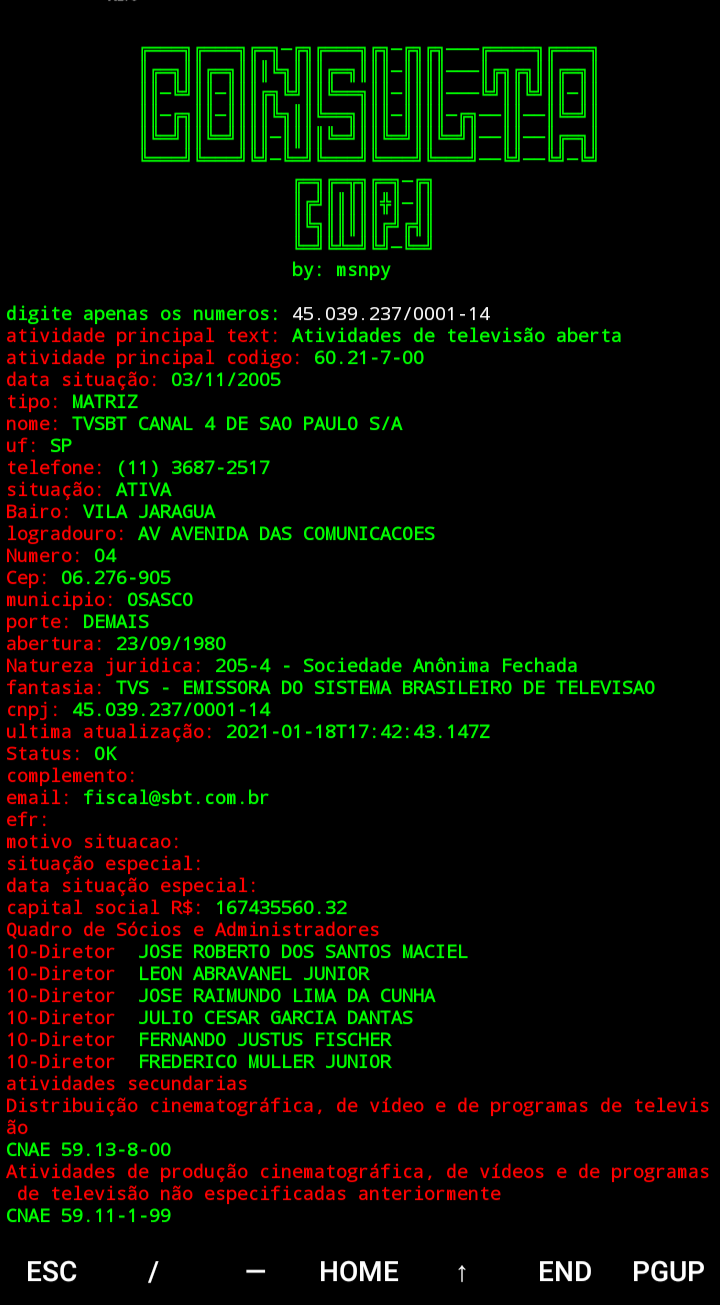 CONSULTA
CNPJ
by: msnpy
digite apenas os numeros: 45.039.237/0001-14
atividade principal text: Atividades de televisão aberta
atividade principal codigo: 60.21-7-00
data situação: 03/11/2005
tipo: MATRIZ
nome: TVSBT CANAL 4 DE SAO PAULO S/A
uf: SP
telefone: (11) 3687-2517
situação: ATIVA
Bairo: VILA JARAGUA
logradouro: AV AVENIDA DAS COMUNICACOES
Numero: 04
Cep: 06.276-905
municipio: OSASCO
porte: DEMAIS
abertura: 23/09/1980
Natureza juridica: 205-4 - Sociedade Anônima Fechada
fantasia: TVS - EMISSORA DO SISTEMA BRASILEIRO DE TELEVISAO
cnpj: 45.039.237/0001-14
ultima atualização: 2021-01-18T17:42:43.147Z
Status: OK
complemento:
email: fiscal@sbt.com.br
efr:
motivo situacao:
situação especial:
data situação especial:
capital social R$: 167435560.32
Quadro de Sócios e Administradores
10-Diretor  JOSE ROBERTO DOS SANTOS MACIEL
10-Diretor  LEON ABRAVANEL JUNIOR
10-Diretor  JOSE RAIMUNDO LIMA DA CUNHA
10-Diretor  JULIO CESAR GARCIA DANTAS
10-Diretor  FERNANDO JUSTUS FISCHER
10-Diretor  FREDERICO MULLER JUNIOR
atividades secundarias
Distribuição cinematográfica, de vídeo e de programas de televis
ão
CNAE 59.13-8-00
Atividades de produção cinematográfica, de vídeos e de programas
 de televisão não especificadas anteriormente
CNAE 59.11-1-99
ESC / — HOME ↑ END PGUP